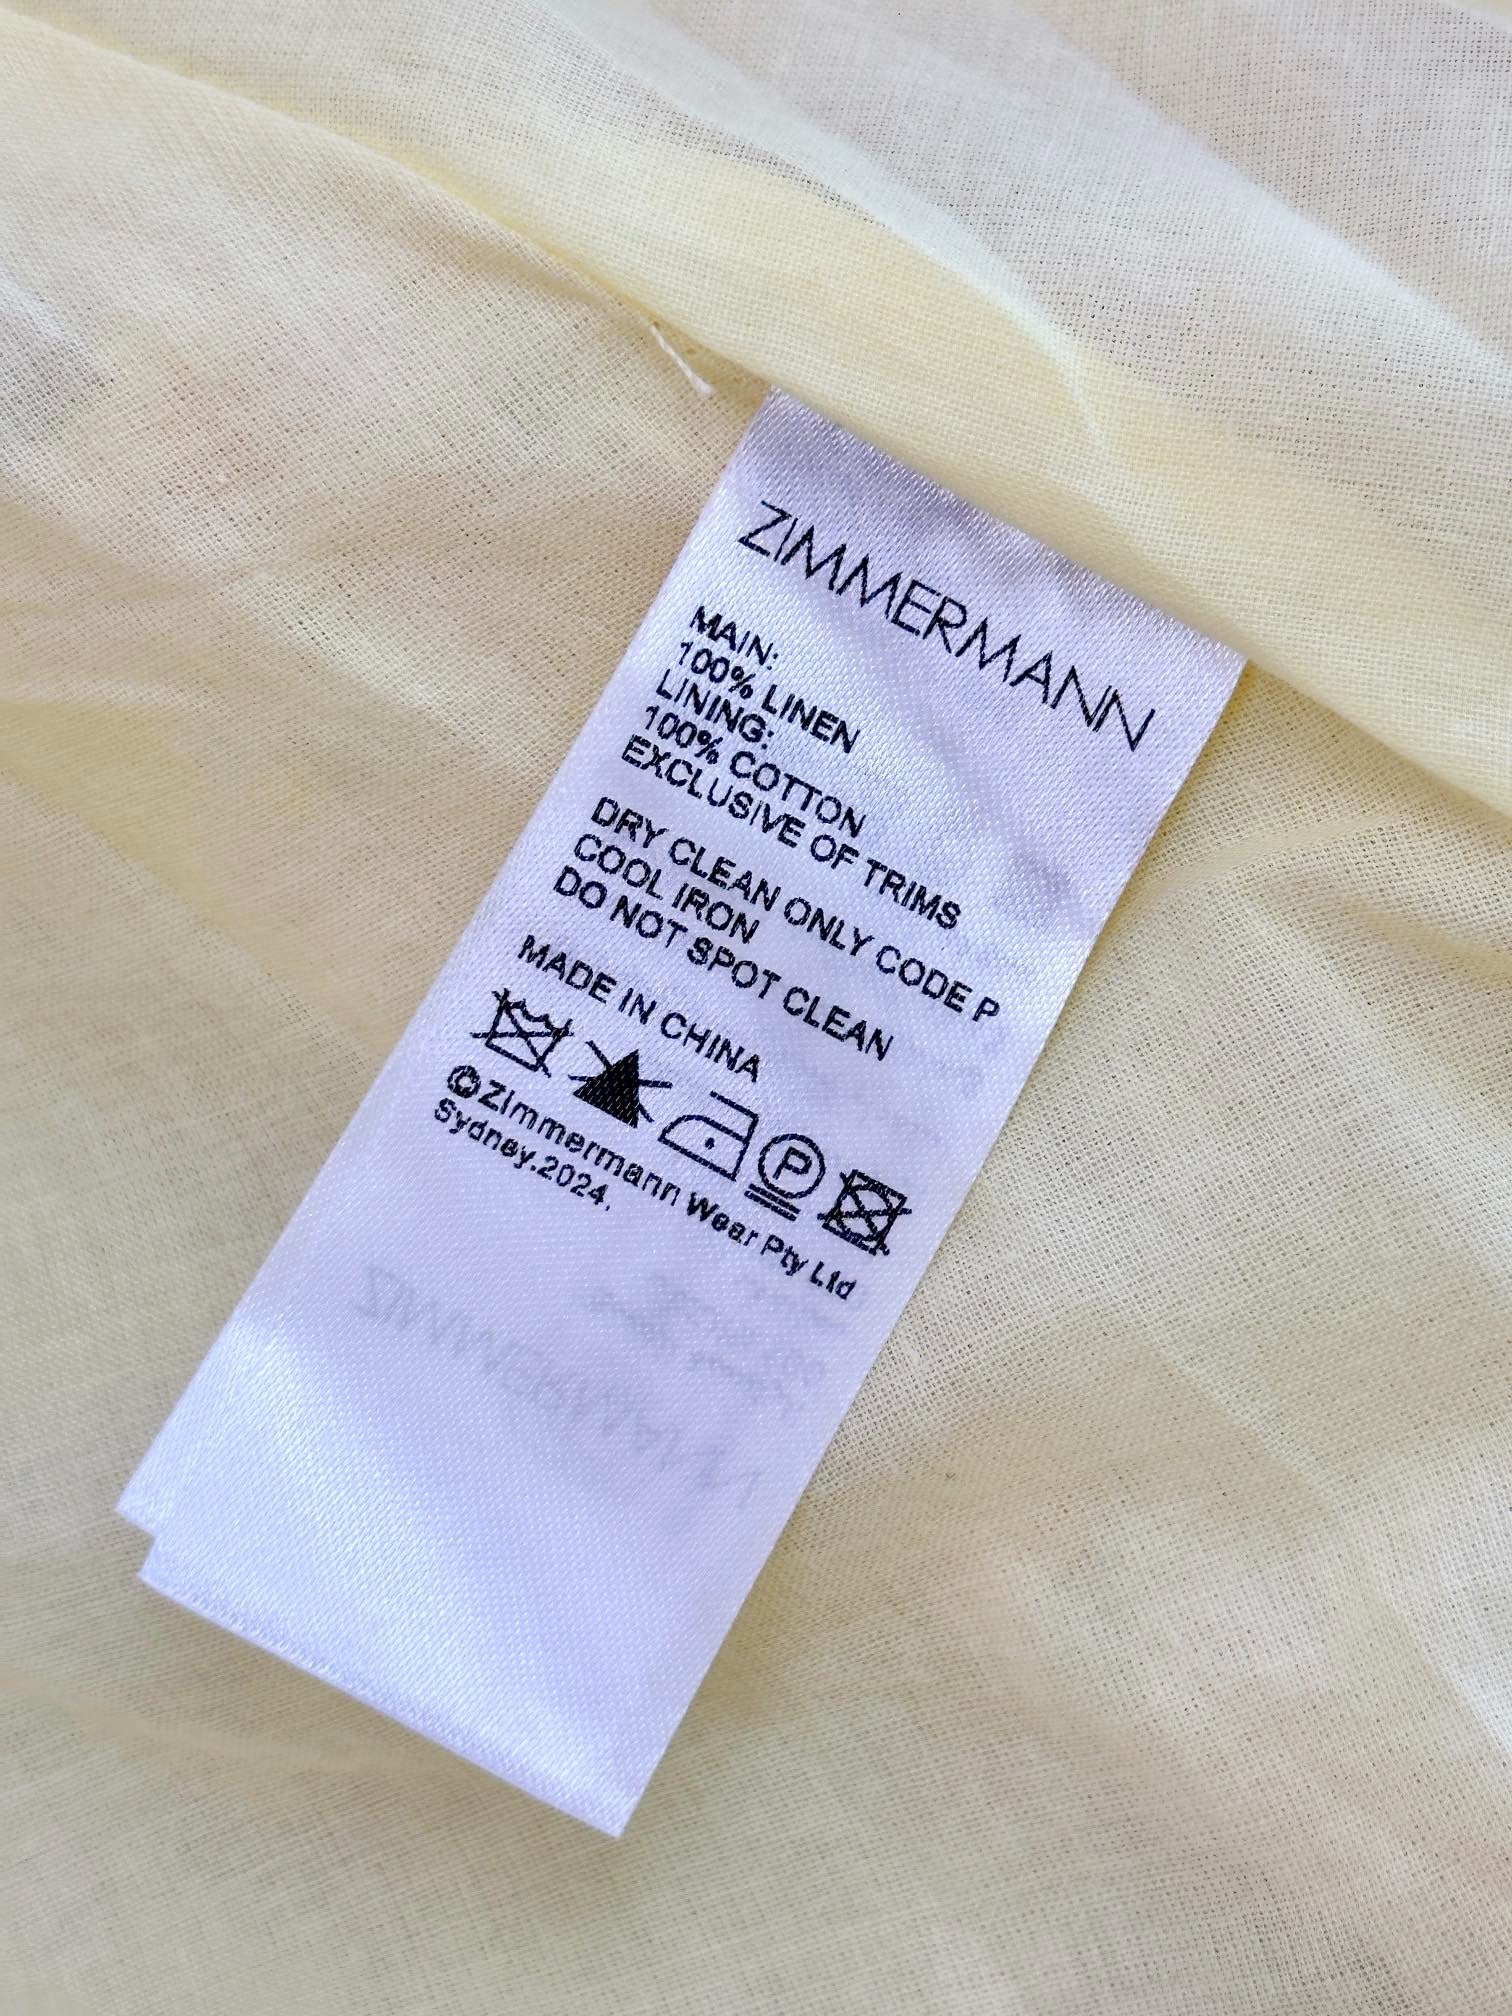 ZIMMERMANN
MAIN:
100% LINEN
LINING:
100% COTTON
EXCLUSIVE OF TRIMS
DRY CLEAN ONLY CODE P
COOL IRON
DO NOT SPOT CLEAN
MADE IN CHINA
P
©Zimmermann Wear Pty Ltd
Sydney.2024.